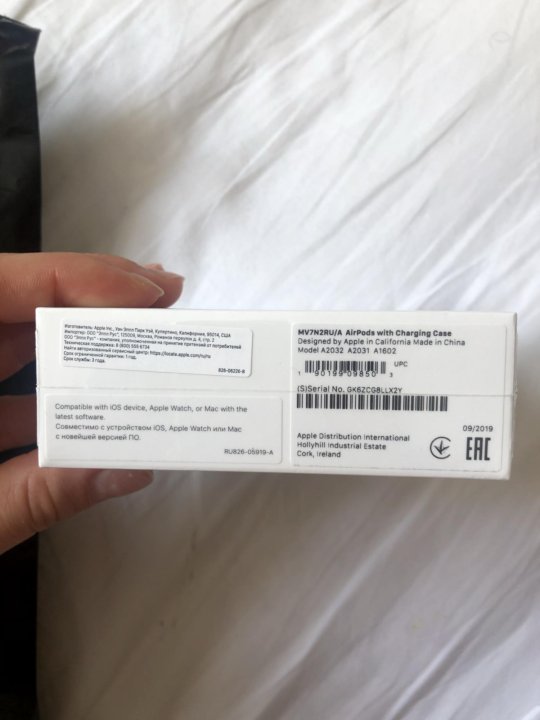 Изготовитель: Apple Inc., Уан Эппл Парк Уэй, Купертино, Калифорния, 95014, США
Импортер: ООО "Эппл Рус", 125009, Москва, Романов переулок д. 4, стр. 2
ООО "Эппл Рус" - компания, уполномоченная на принятие претензий от потребителей
Техническая поддержка: 8 (800) 555 6734
Найти авторизованный сервисный центр: https://locate.apple.com/ru/ru
Срок ограниченной гарантии: 1 год.
Срок службы: 2 года.
826-06226-R
Compatible with iOS device, Apple Watch, or Mac with the
latest software.
Совместимо с устройством iOS, Apple Watch или Mac
с новейшей версией ПО.
RU826-05919-A
MV7N2RU/A AirPods with Charging Case
Designed by Apple in California Made in China
Model A2032 A2031 A1602
UPC
1 90199 09850 3
(S)Serial No. GK6ZCG8LLX2Y
Apple Distribution International
Hollyhill Industrial Estate
Cork, Ireland
09/2019
EAC